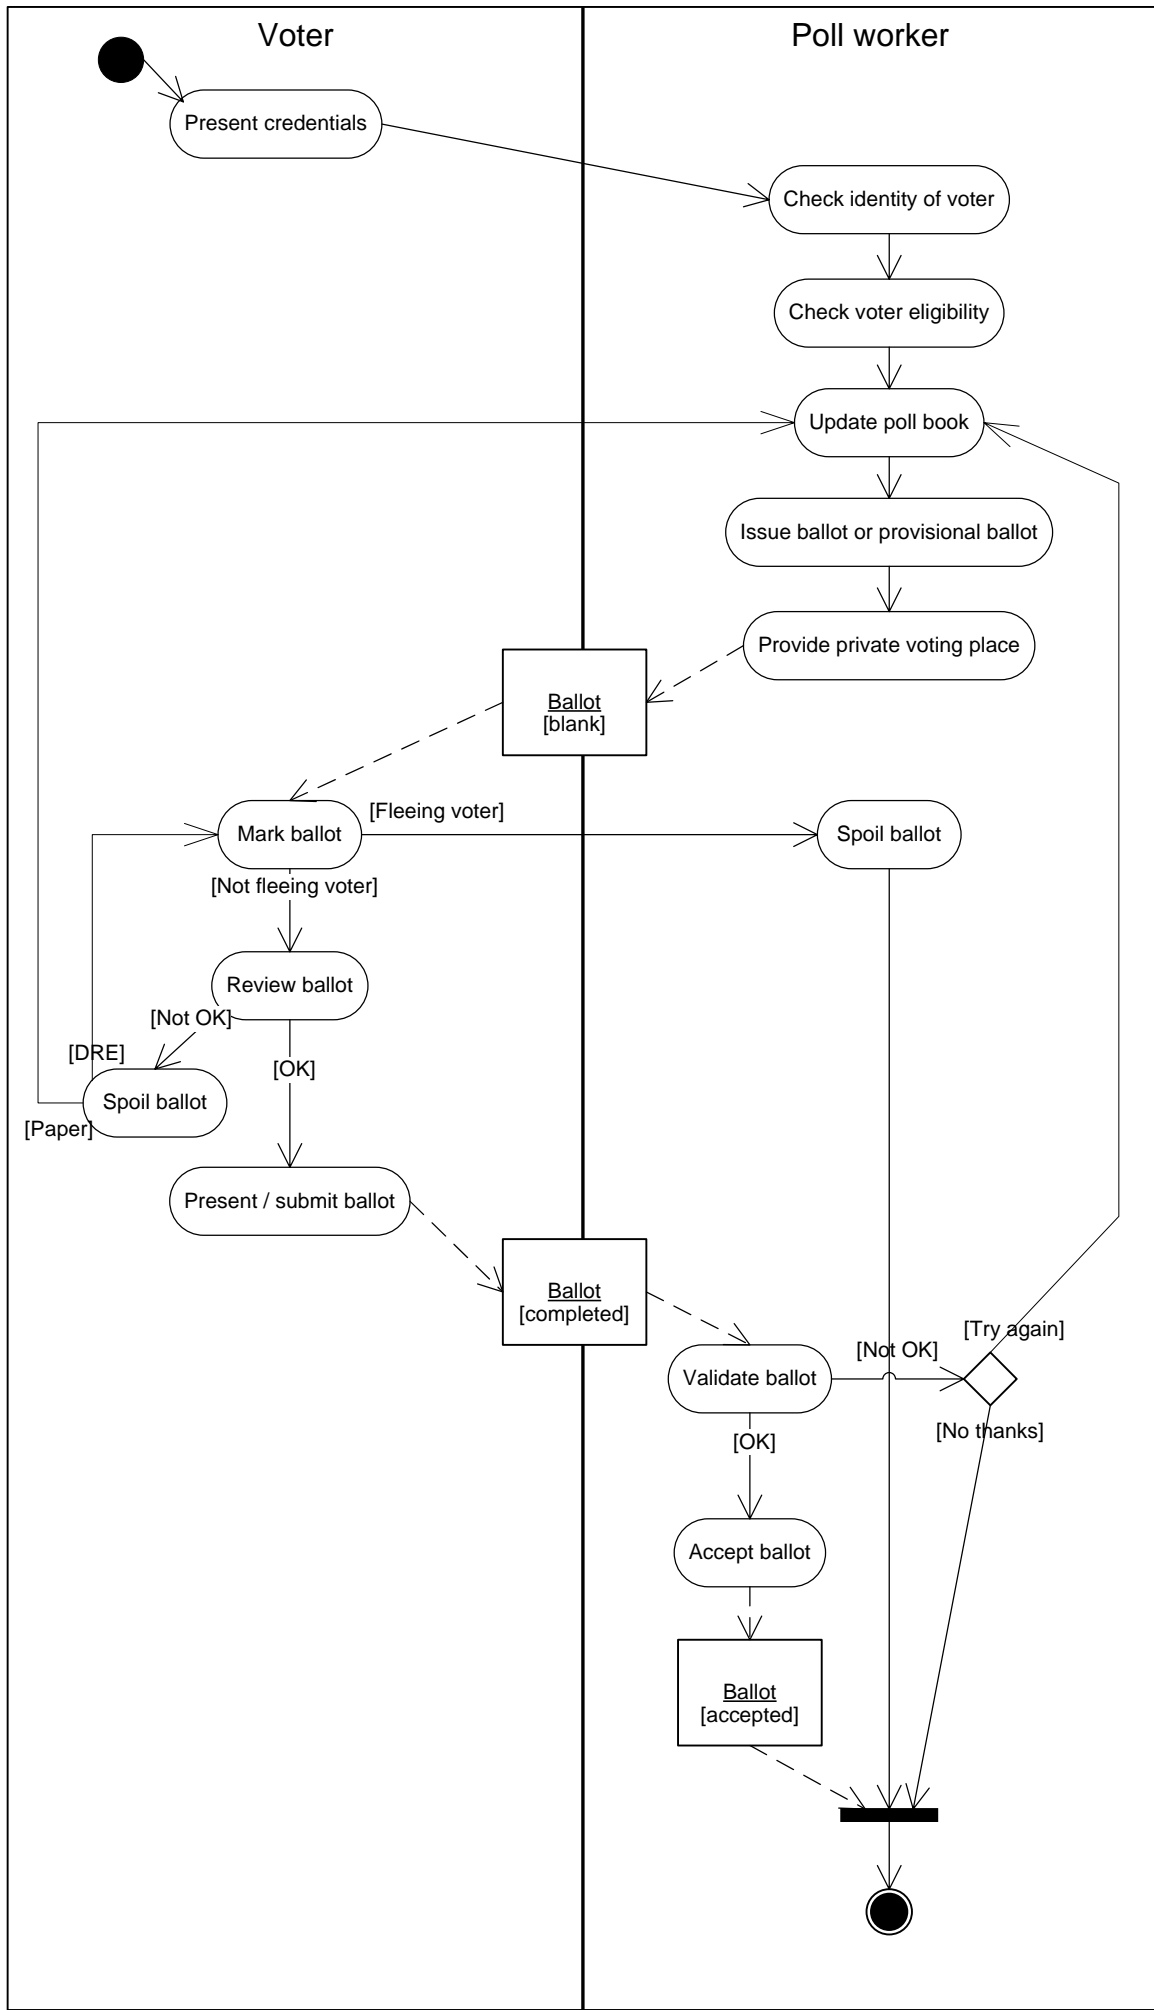 Voter
Poll worker
Present credentials
Check identity of voter
Check voter eligibility
Update poll book
Issue ballot or provisional ballot
Provide private voting place
Ballot
[blank]
[Fleeing voter]
Mark ballot
Spoil ballot
[Not fleeing voter]
Review ballot
[Not OK]
[DRE]
[OK]
Spoil ballot
[Paper]
Present / submit ballot
Ballot
[completed]
[Try again]
[Not OK]
Validate ballot
[No thanks]
[OK]
Accept ballot
Ballot
[accepted]